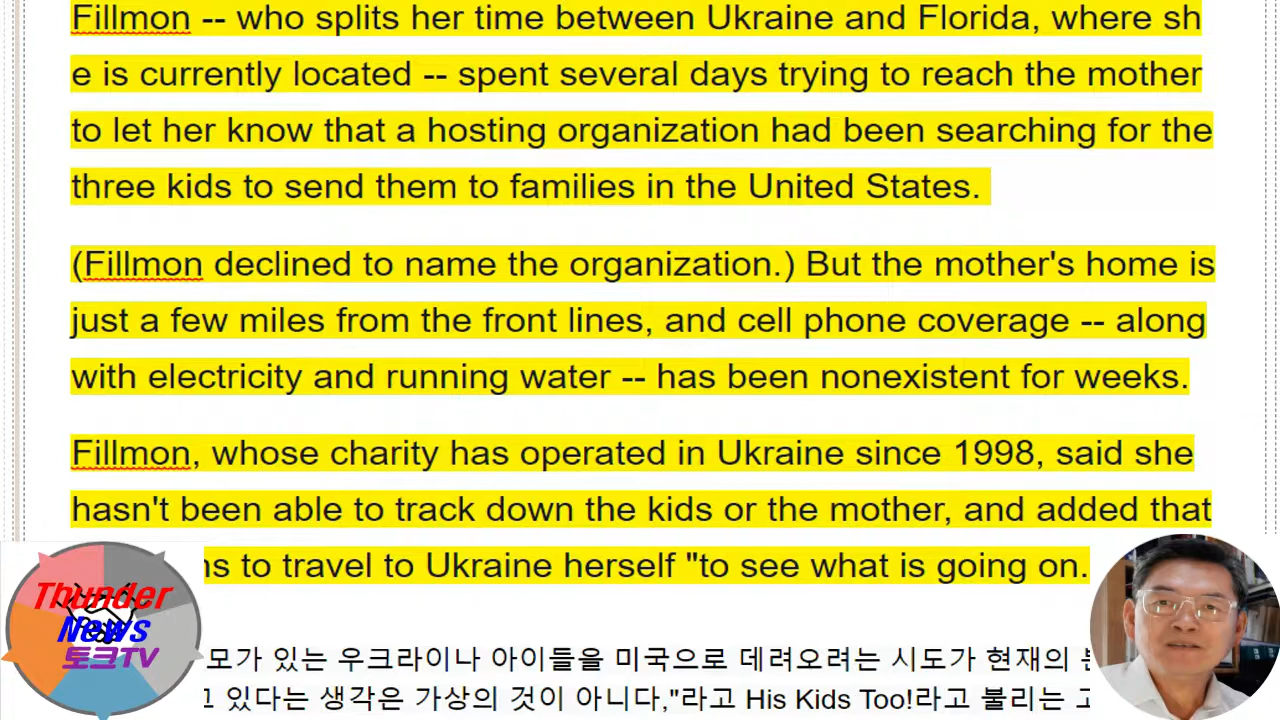 Fillmon -- who splits her time between Ukraine and Florida, where sh
e is currently located -- spent several days trying to reach the mother
to let her know that a hosting organization had been searching for the
three kids to send them to families in the United States.
(Fillmon declined to name the organization.) But the mother's home is
just a few miles from the front lines, and cell phone coverage -- along
with electricity and running water -- has been nonexistent for weeks.
Fillmon, whose charity has operated in Ukraine since 1998, said she
hasn't been able to track down the kids or the mother, and added that
to travel to Ukraine herself "to see what is going on.
모가 있는 우크라이나 아이들을 미국으로 데려오려는 시도가 현재의
있다는 생각은 가상의 것이 아니다,"라고 His Kids Too!라고 불리는
Thunder
News
토크TV